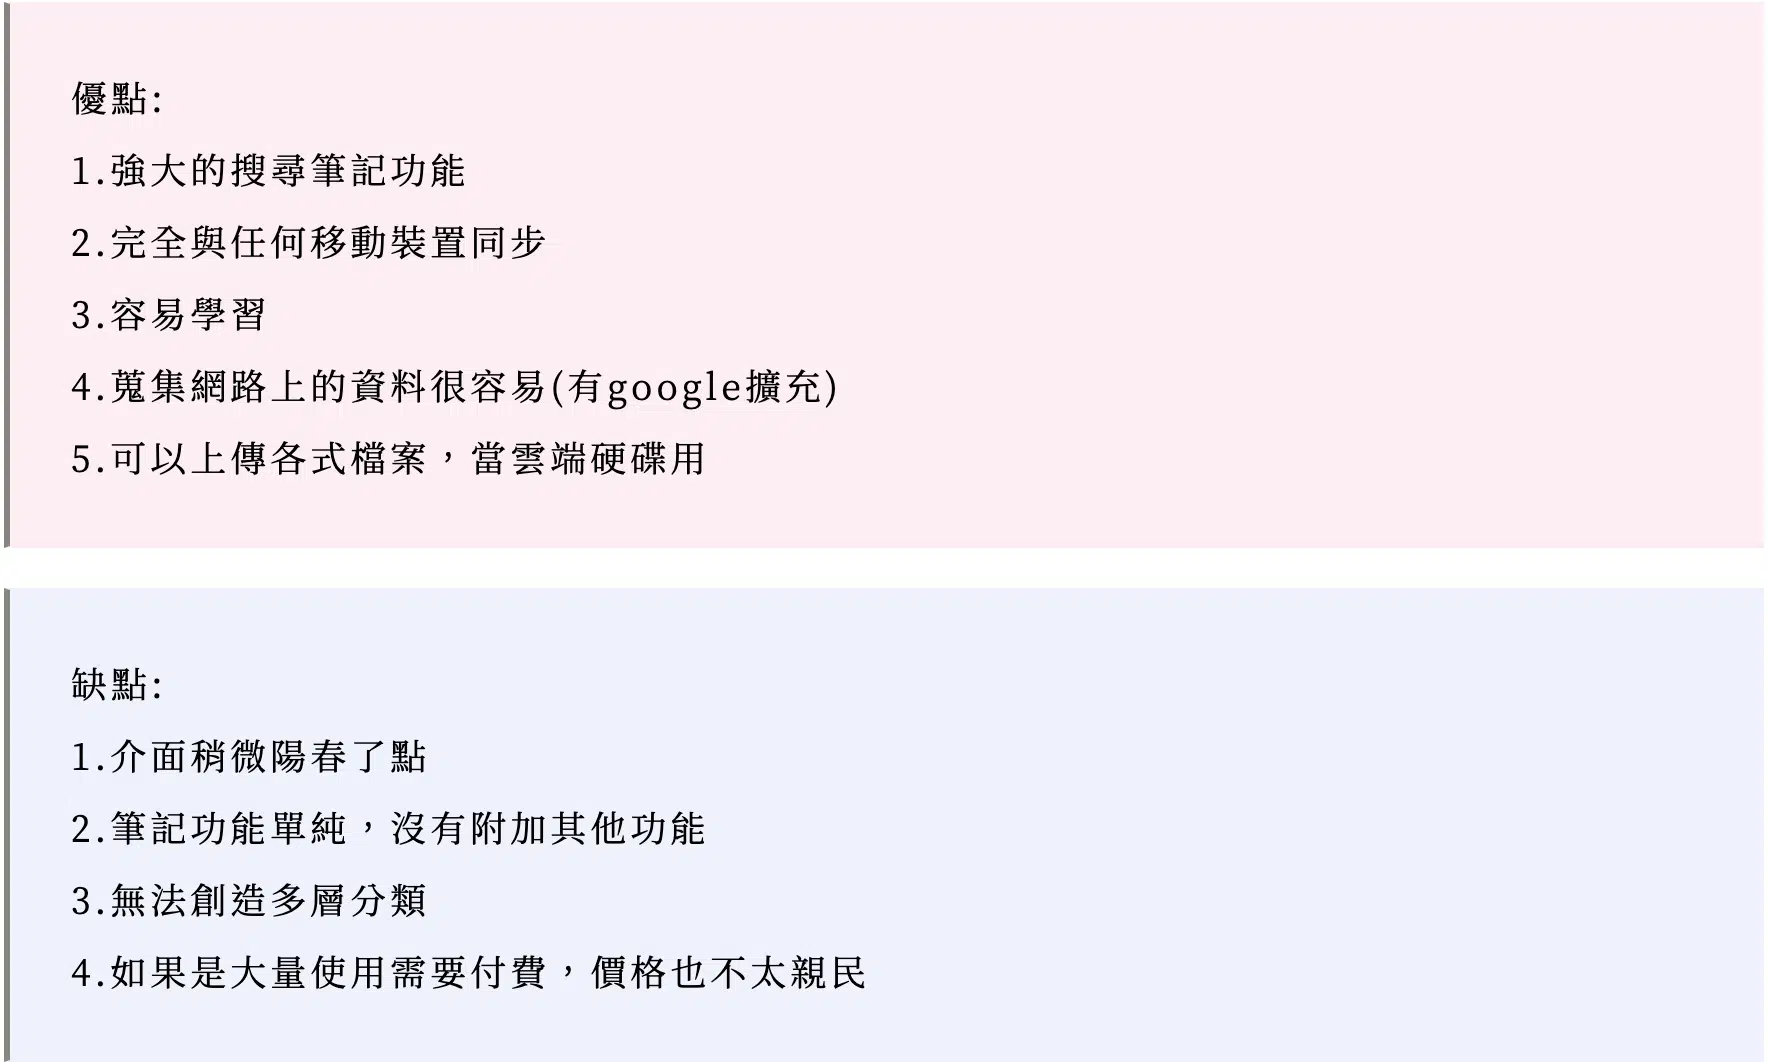 優點:
1.強大的搜尋筆記功能
2.完全與任何移動裝置同步
3.容易學習
4.蒐集網路上的資料很容易(有google擴充)
5.可以上傳各式檔案，當雲端硬碟用
缺點:
1.介面稍微陽春了點
2.筆記功能單純，沒有附加其他功能
3.無法創造多層分類
4.如果是大量使用需要付費，價格也不太親民